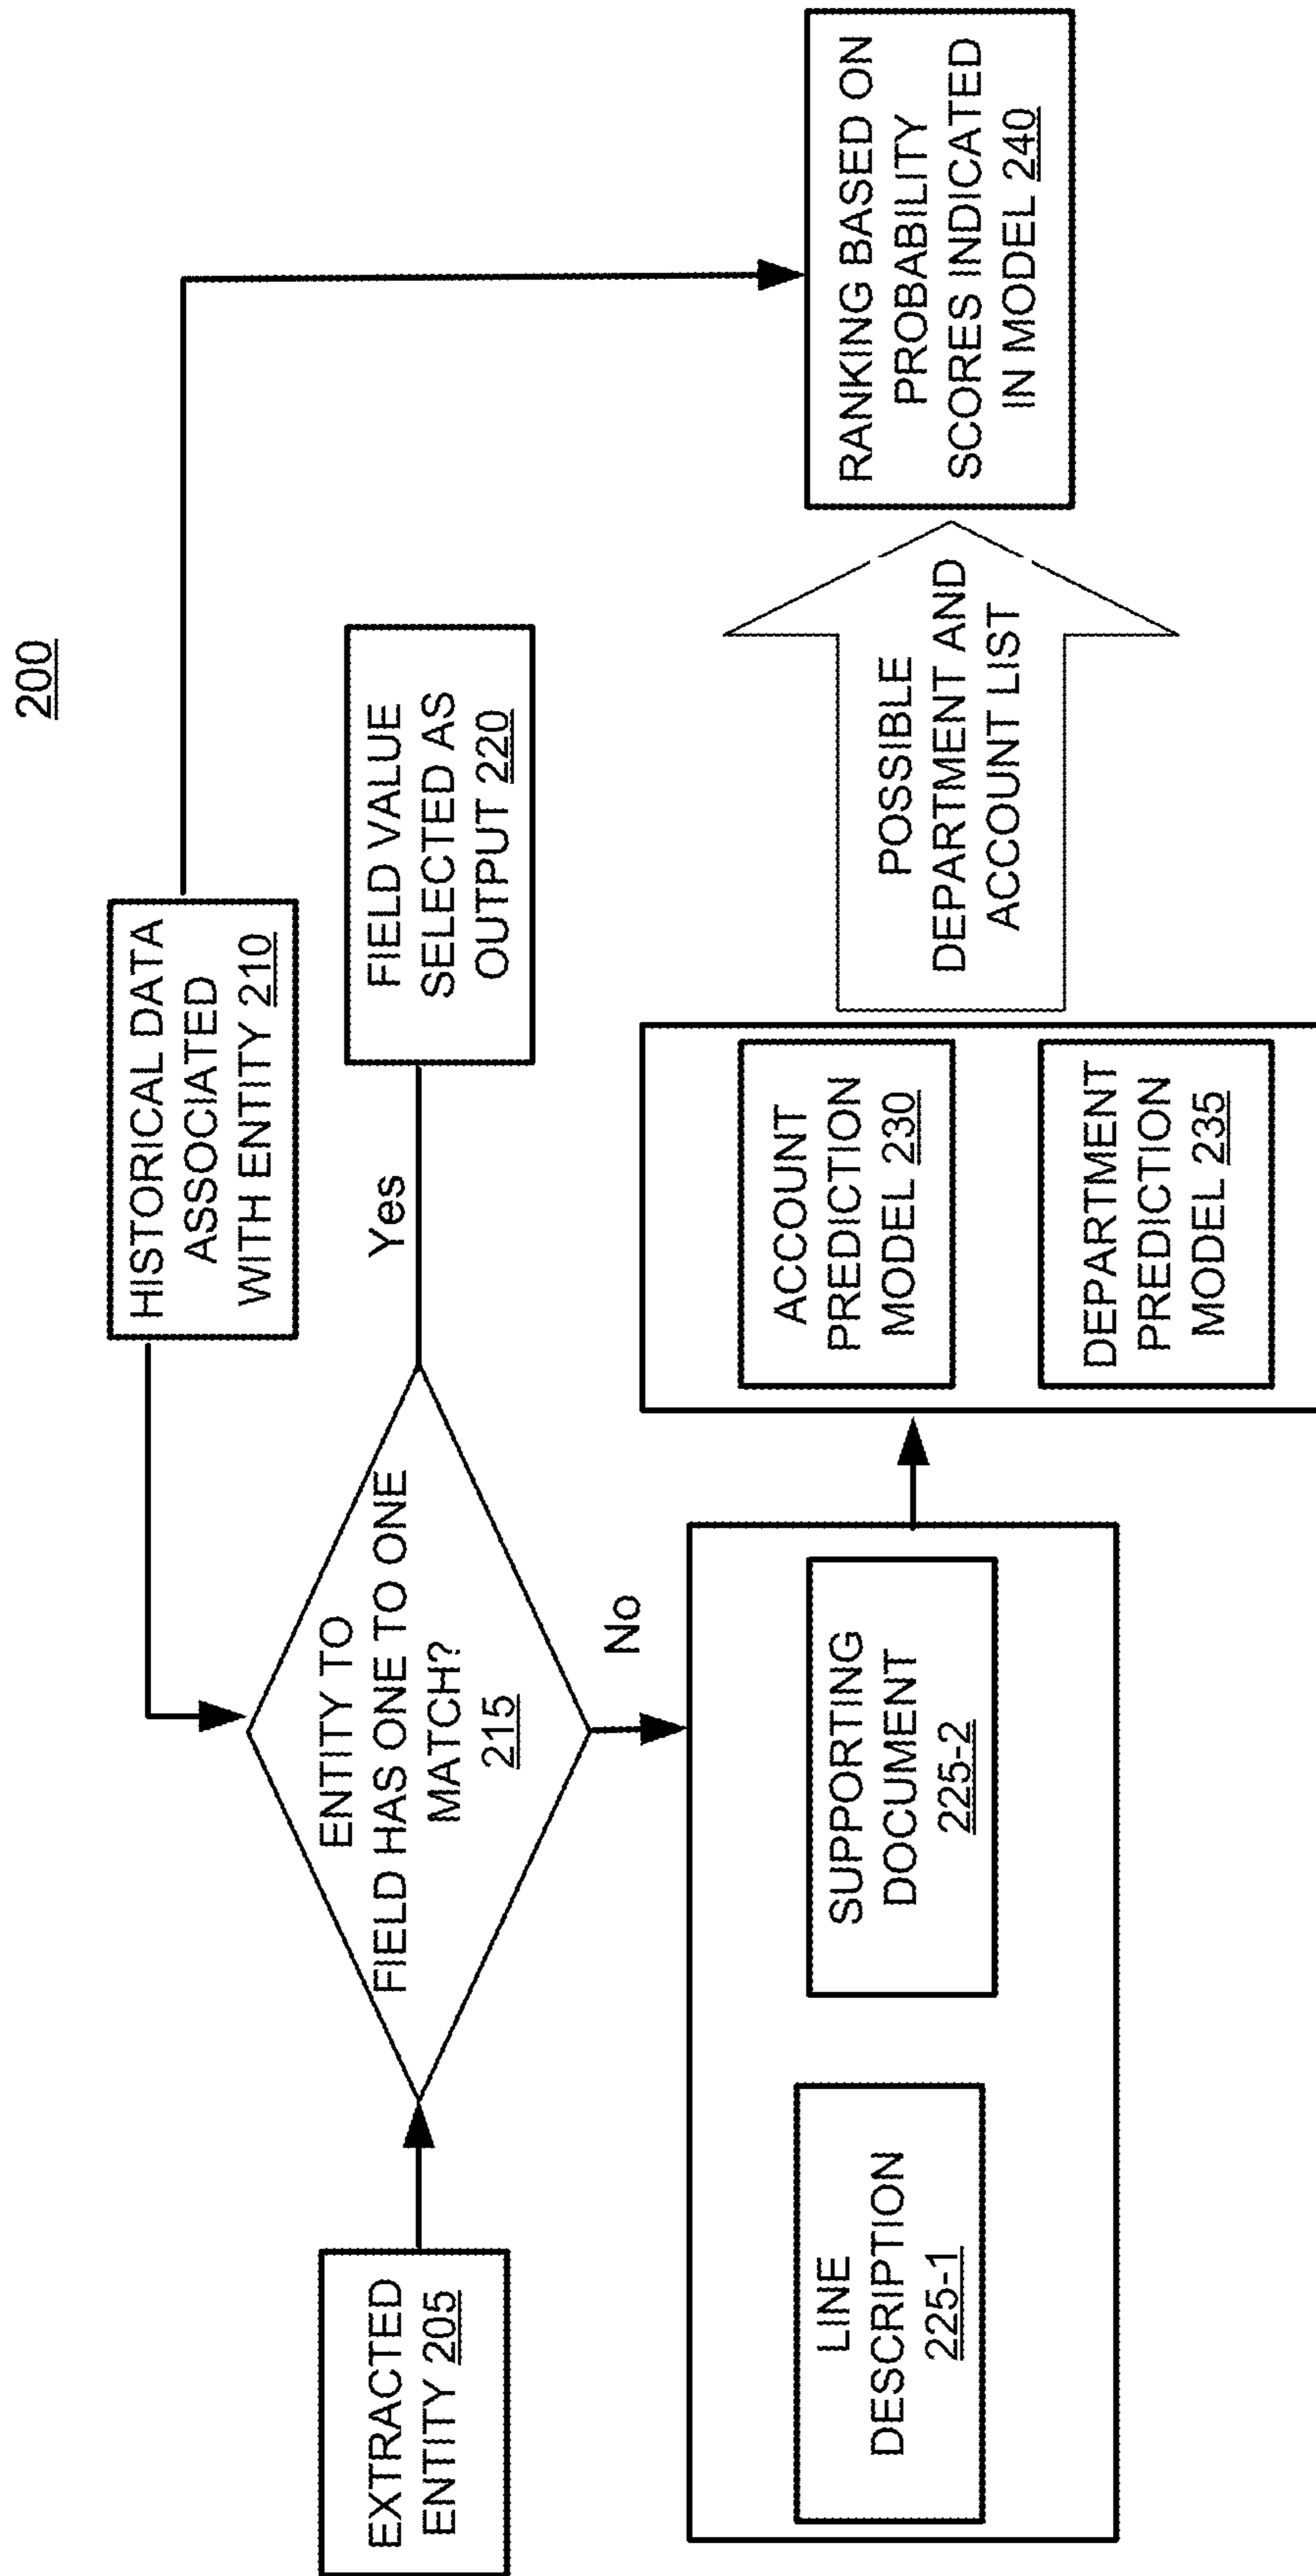 200
HISTORICAL DATA
ASSOCIATED
WITH ENTITY 210
EXTRACTED
ENTITY 205
ENTITY TO
FIELD HAS ONE TO ONE
MATCH?
215
Yes
FIELD VALUE
SELECTED AS
OUTPUT 220
No
LINE
DESCRIPTION
225-1
SUPPORTING
DOCUMENT
225-2
ACCOUNT
PREDICTION
MODEL 230
DEPARTMENT
PREDICTION
MODEL 235
POSSIBLE
DEPARTMENT AND
ACCOUNT LIST
RANKING BASED ON
PROBABILITY
SCORES INDICATED
IN MODEL 240